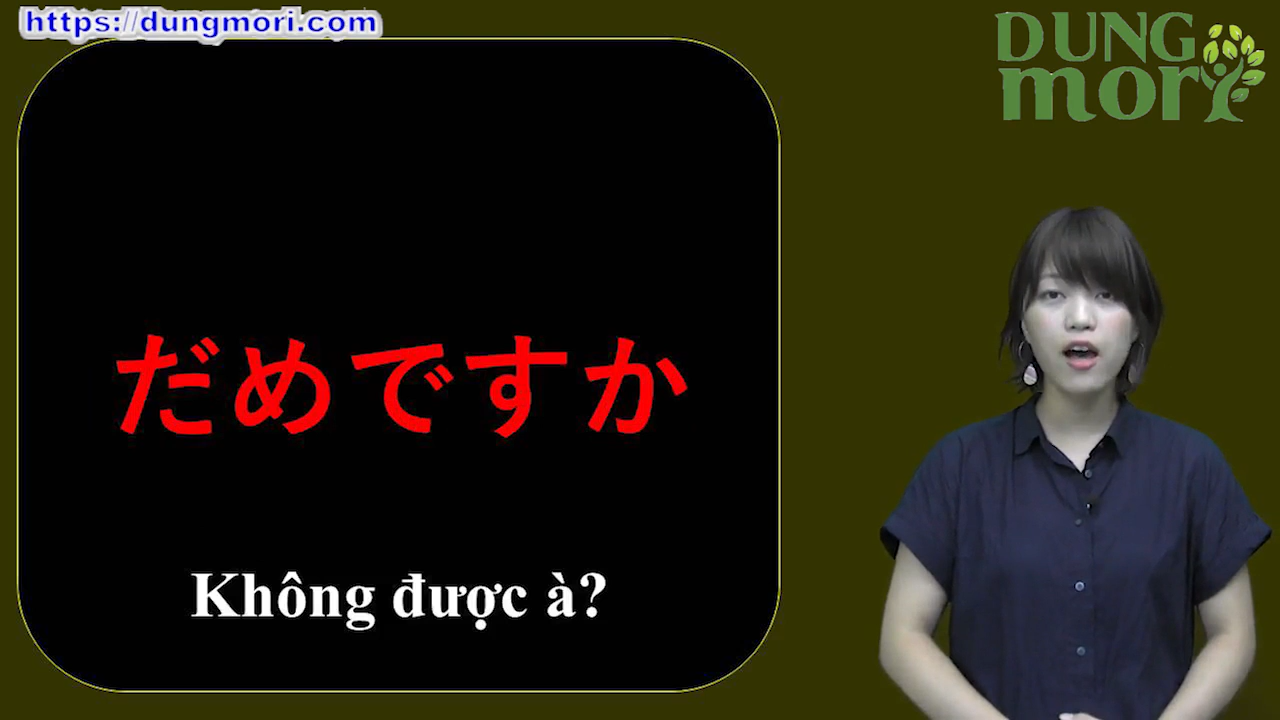 https://dungmori.com
DUNG
mori
だめですか
Không được à?